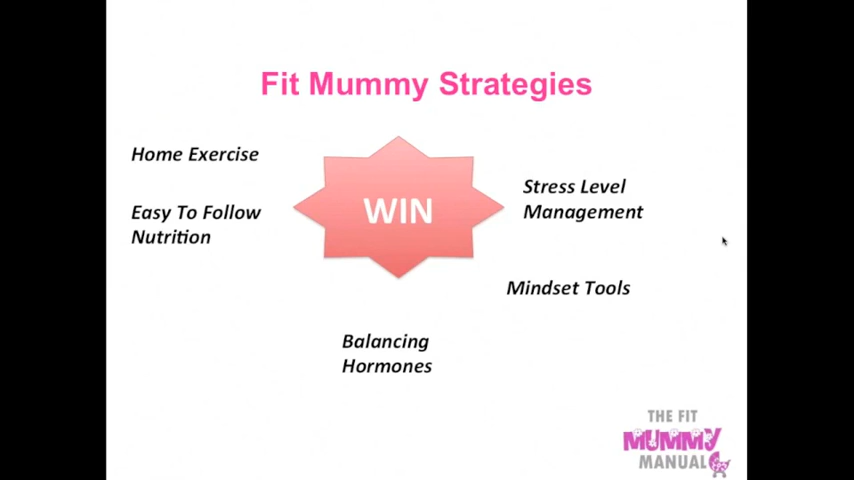 Fit Mummy Strategies
Home Exercise
Easy To Follow
Nutrition
WIN
Stress Level
Management
Mindset Tools
Balancing
Hormones
THE FIT
MUMMY
MANUAL